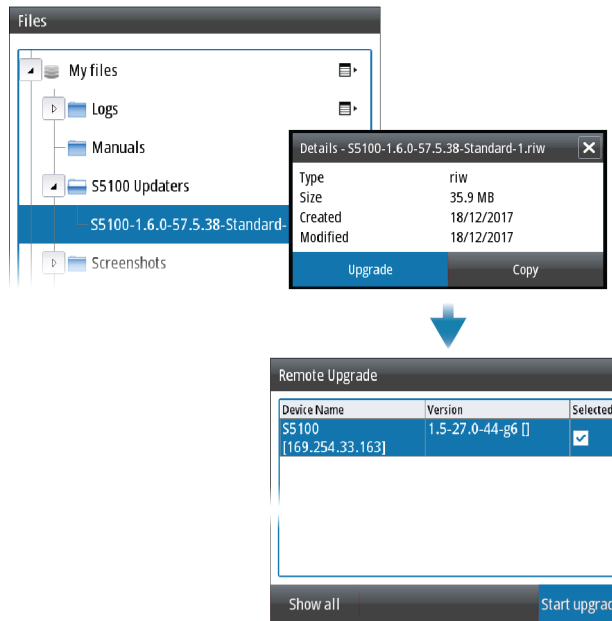 Files
My files
Logs
Manuals
S5100 Updaters
S5100-1.6.0-57.5.38-Standard-
Screenshots
Details - S5100-1.6.0-57.5.38-Standard-1.riw
Type riw
Size 35.9 MB
Created 18/12/2017
Modified 18/12/2017
Upgrade Copy
Remote Upgrade
Device Name Version Selected
S5100 1.5-27.0-44-g6 []
[169.254.33.163]
Show all Start upgrad